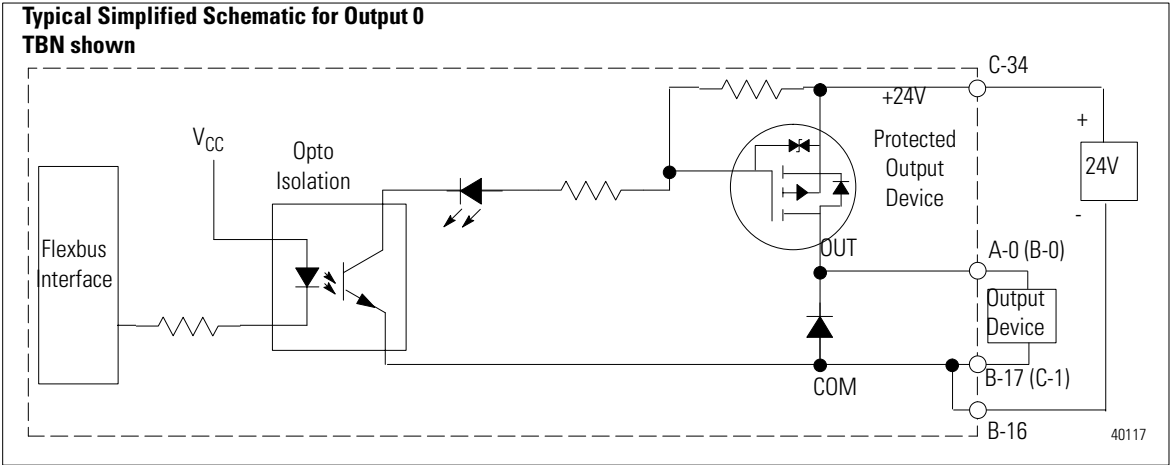 Typical Simplified Schematic for Output 0
TBN shown
C-34
+24V
+
VCC
Opto
Isolation
Protected
Output
Device
24V
-
Flexbus
Interface
OUT
A-0 (B-0)
Output
Device
COM
B-17 (C-1)
B-16
40117